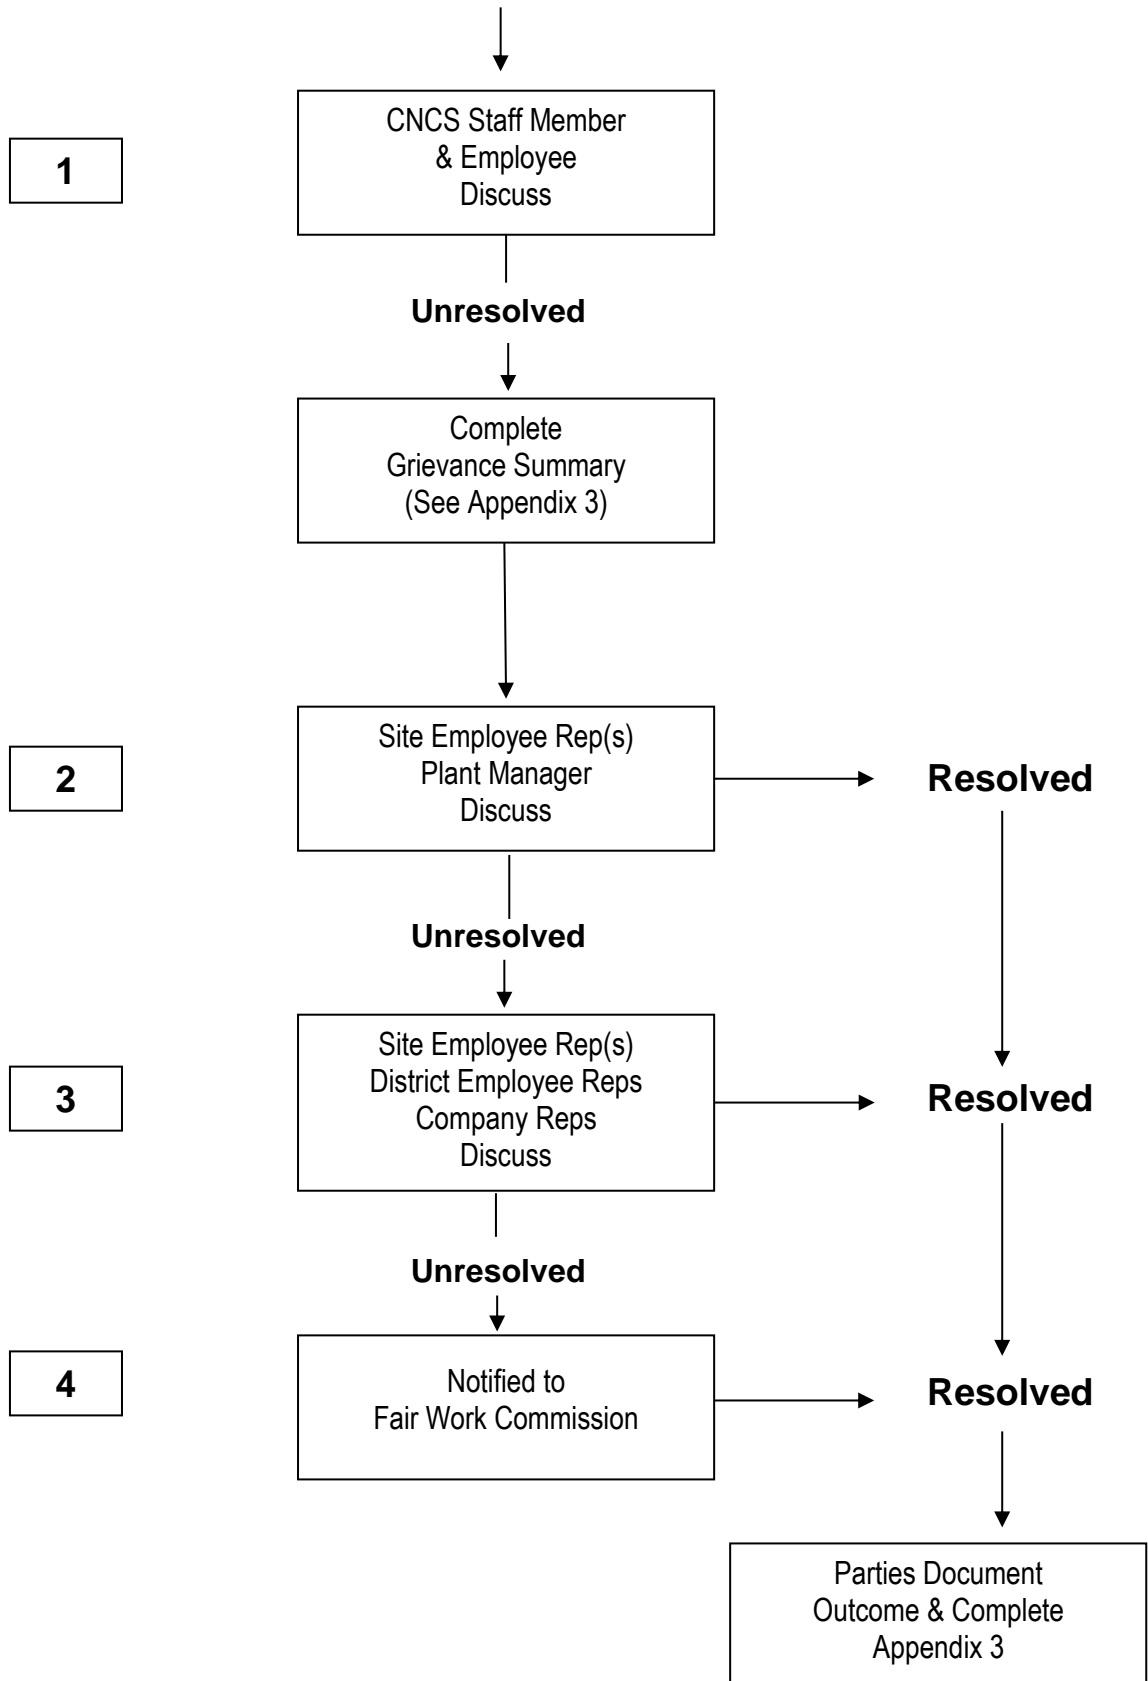 1
CNCS Staff Member
& Employee
Discuss
Unresolved
Complete
Grievance Summary
(See Appendix 3)
2
Site Employee Rep(s)
Plant Manager
Discuss
Resolved
Unresolved
3
Site Employee Rep(s)
District Employee Reps
Company Reps
Discuss
Resolved
Unresolved
4
Notified to
Fair Work Commission
Resolved
Parties Document
Outcome & Complete
Appendix 3